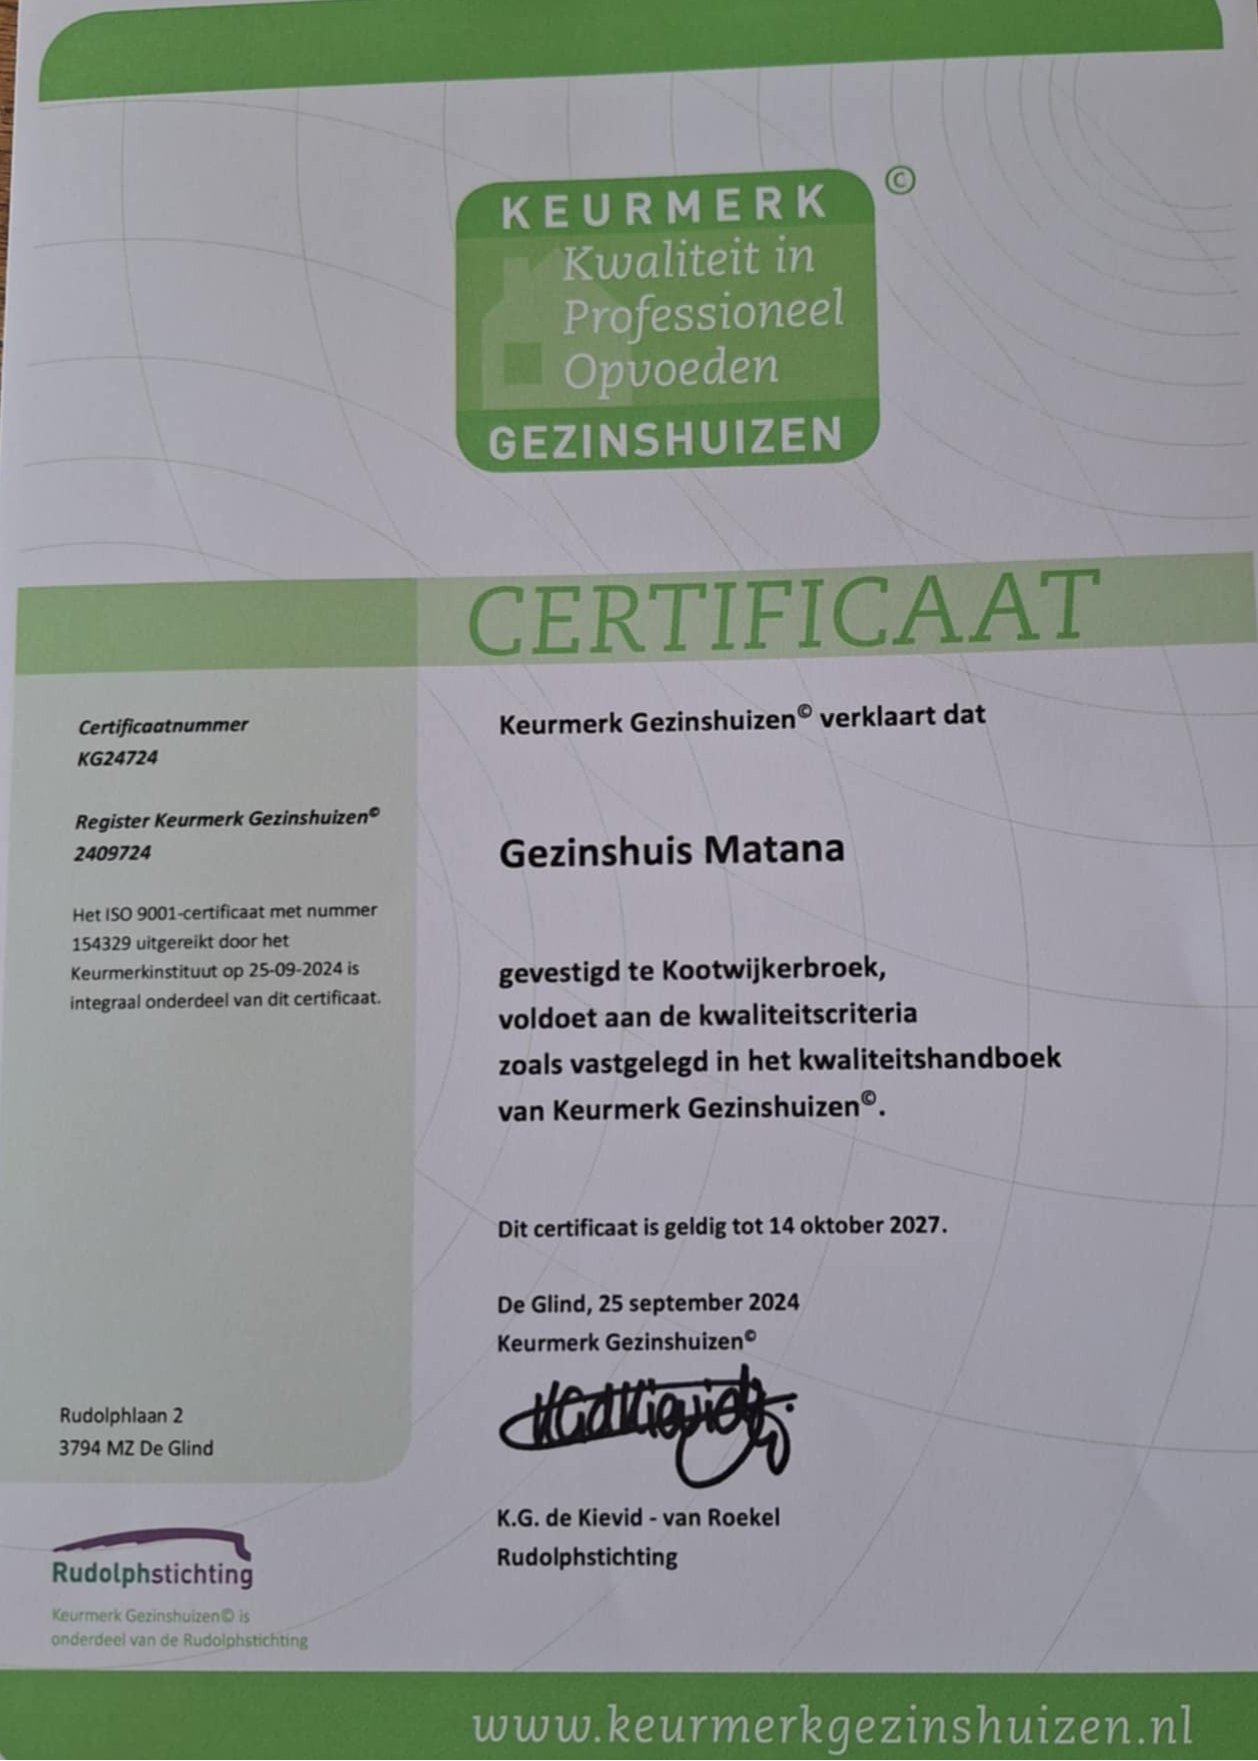 KEURMERK
©
Kwaliteit in
Professioneel
Opvoeden
GEZINSHUIZEN
CERTIFICAAT
Certificaatnummer
KG24724
Register Keurmerk Gezinshuizen©
2409724
Het ISO 9001-certificaat met nummer
154329 uitgereikt door het
Keurmerkinstituut op 25-09-2024 is
integraal onderdeel van dit certificaat.
Rudolphlaan 2
3794 MZ De Glind
Rudolphstichting
Keurmerk Gezinshuizen© is
onderdeel van de Rudolphstichting
Keurmerk Gezinshuizen© verklaart dat
Gezinshuis Matana
gevestigd te Kootwijkerbroek,
voldoet aan de kwaliteitscriteria
zoals vastgelegd in het kwaliteitshandboek
van Keurmerk Gezinshuizen©.
Dit certificaat is geldig tot 14 oktober 2027.
De Glind, 25 september 2024
Keurmerk Gezinshuizen©
K.G. de Kievid - van Roekel
Rudolphstichting
www.keurmerkgezinshuizen.nl